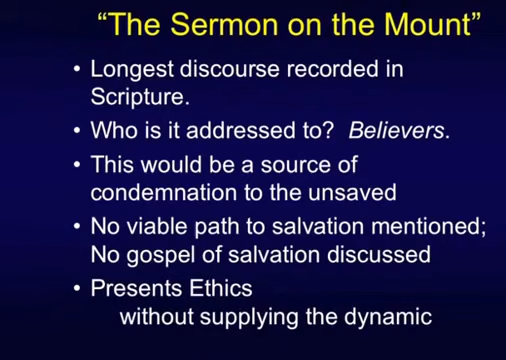 “The Sermon on the Mount”
• Longest discourse recorded in
Scripture.
• Who is it addressed to? Believers.
• This would be a source of
condemnation to the unsaved
• No viable path to salvation mentioned;
No gospel of salvation discussed
• Presents Ethics
without supplying the dynamic